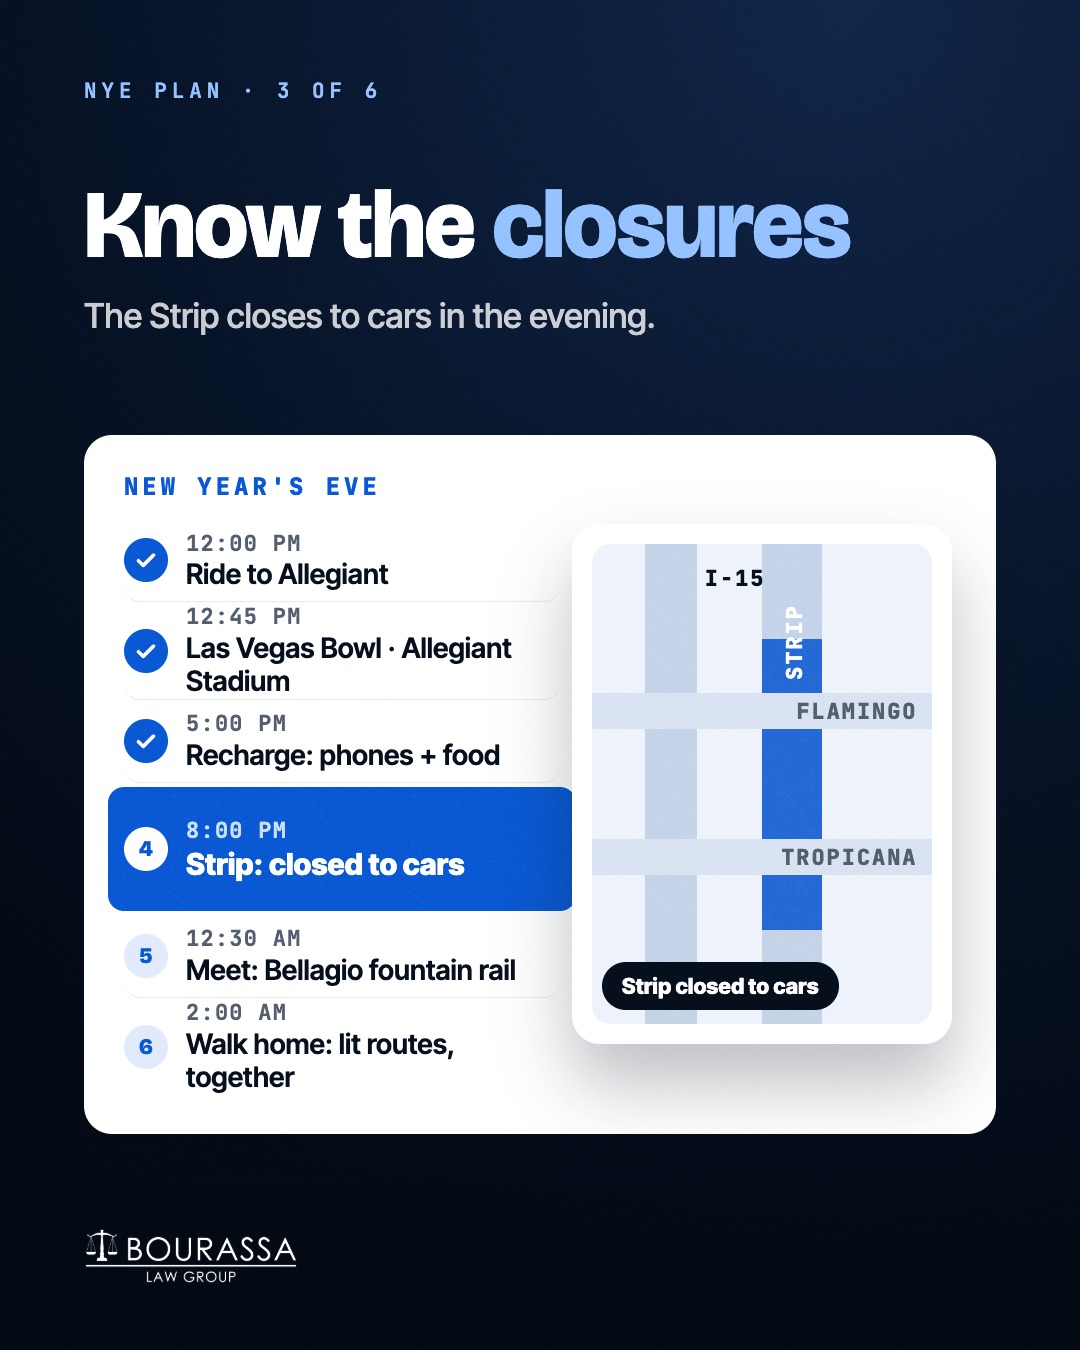 NYE PLAN · 3 OF 6
Know the closures
The Strip closes to cars in the evening.
NEW YEAR'S EVE
12:00 PM
Ride to Allegiant
12:45 PM
Las Vegas Bowl · Allegiant
Stadium
5:00 PM
Recharge: phones + food
4
8:00 PM
Strip: closed to cars
5
12:30 AM
Meet: Bellagio fountain rail
6
2:00 AM
Walk home: lit routes,
together
I-15
STRIP
FLAMINGO
TROPICANA
Strip closed to cars
BOURASSA
LAW GROUP